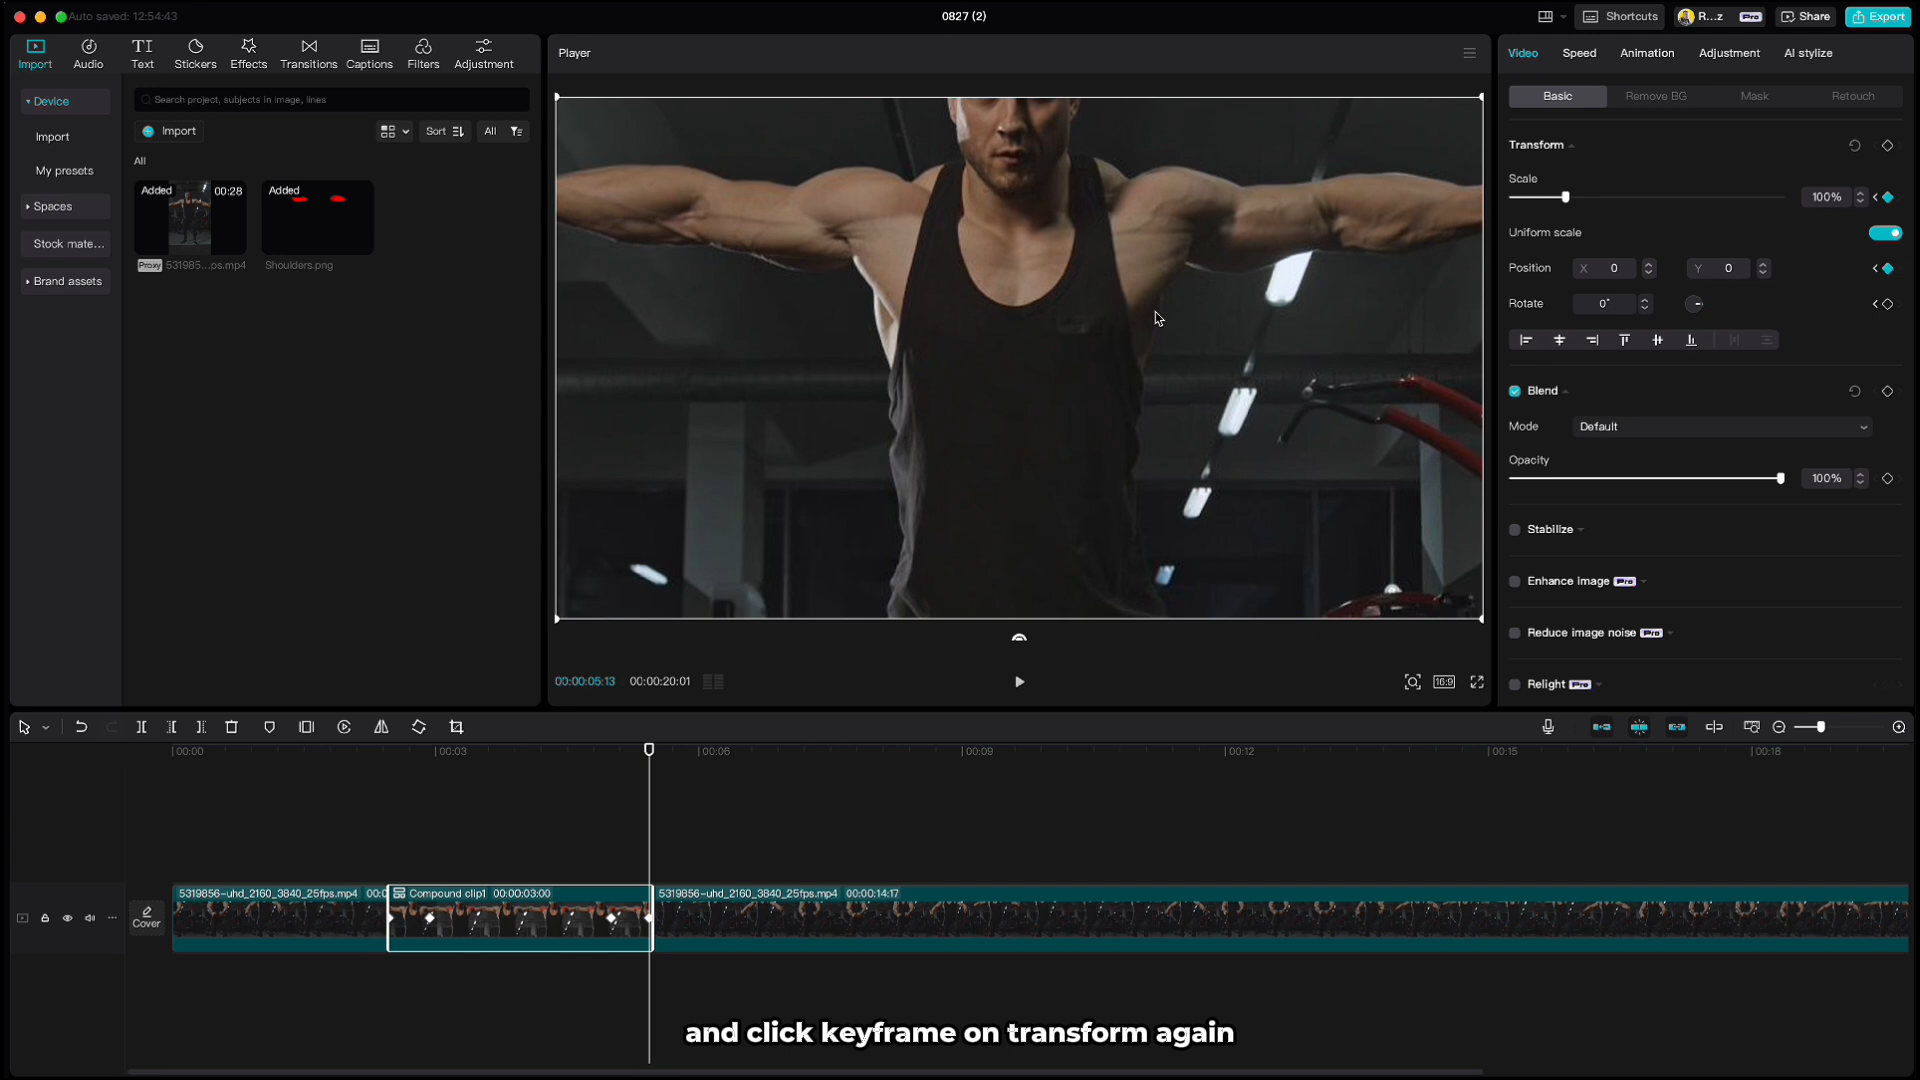 Auto saved: 12:54:43
0827 (2)
Shortcuts
R...z
Pro
Share
Export
Import
Audio
Text
Stickers
Effects
Transitions
Captions
Filters
Adjustment
Device
Import
My presets
Spaces
Stock mate...
Brand assets
Search project, subjects in image, lines
Import
Sort
All
All
Added
00:28
Added
Proxy
531985...ps.mp4
Shoulders.png
Player
00:00:05:13
00:00:20:01
16:9
Video
Speed
Animation
Adjustment
AI stylize
Basic
Remove BG
Mask
Retouch
Transform
Scale
100%
Uniform scale
Position
X
0
Y
0
Rotate
0°
Blend
Mode
Default
Opacity
100%
Stabilize
Enhance image
Pro
Reduce image noise
Pro
Relight
Pro
00:00
00:03
00:06
00:09
00:12
00:15
00:18
Cover
5319856-uhd_2160_3840_25fps.mp4 00:0
Compound clip1 00:00:03:00
5319856-uhd_2160_3840_25fps.mp4 00:00:14:17
and click keyframe on transform again